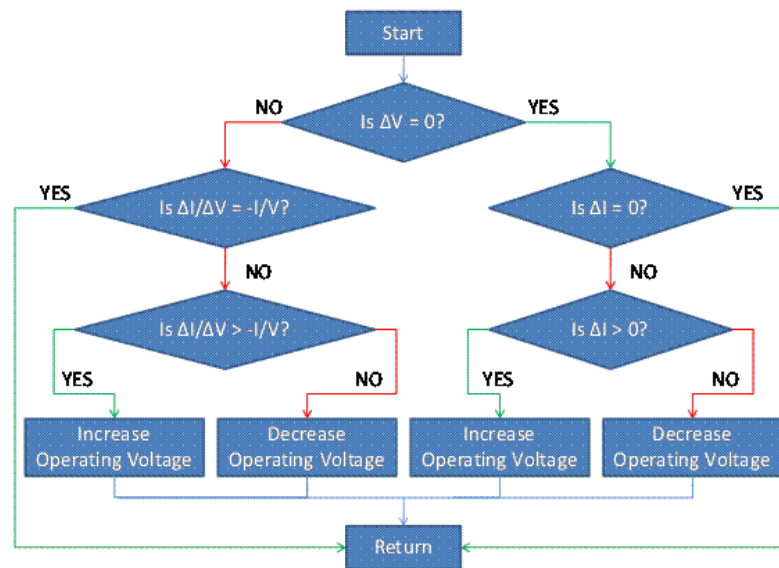 Start
NO
YES
Is ΔV = 0?
YES
YES
Is ΔI/ΔV = -I/V?
Is ΔI = 0?
NO
NO
Is ΔI/ΔV > -I/V?
Is ΔI > 0?
YES
NO
YES
NO
Increase
Operating Voltage
Decrease
Operating Voltage
Increase
Operating Voltage
Decrease
Operating Voltage
Return